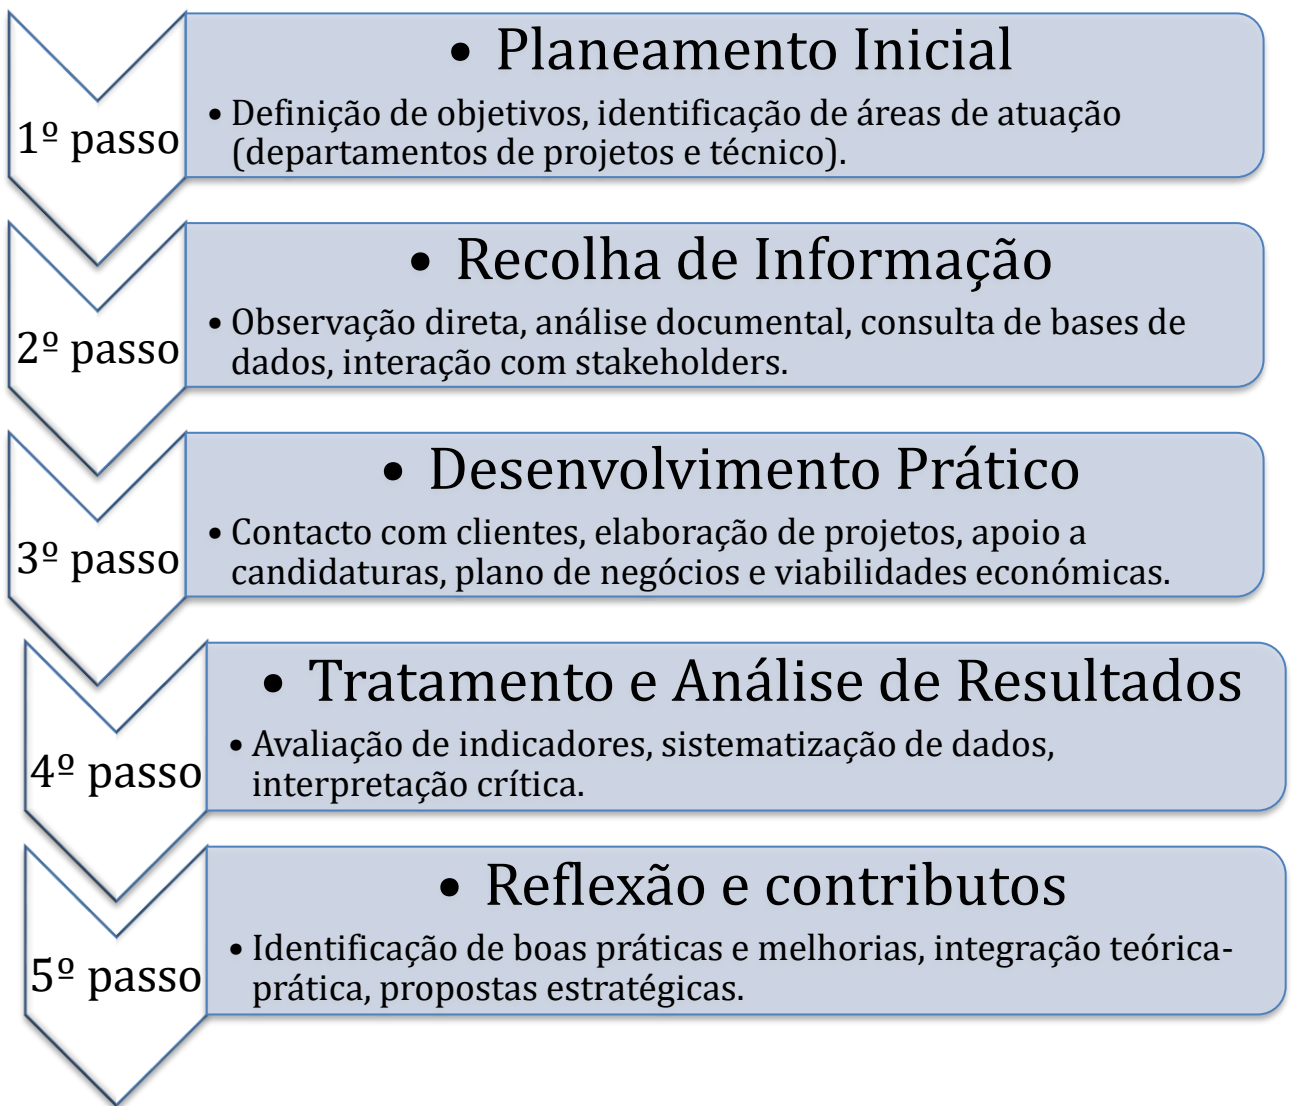 1º passo
• Planeamento Inicial
• Definição de objetivos, identificação de áreas de atuação
(departamentos de projetos e técnico).
2º passo
• Recolha de Informação
• Observação direta, análise documental, consulta de bases de
dados, interação com stakeholders.
3º passo
• Desenvolvimento Prático
• Contacto com clientes, elaboração de projetos, apoio a
candidaturas, plano de negócios e viabilidades económicas.
4º passo
• Tratamento e Análise de Resultados
• Avaliação de indicadores, sistematização de dados,
interpretação crítica.
5º passo
• Reflexão e contributos
• Identificação de boas práticas e melhorias, integração teórica-
prática, propostas estratégicas.